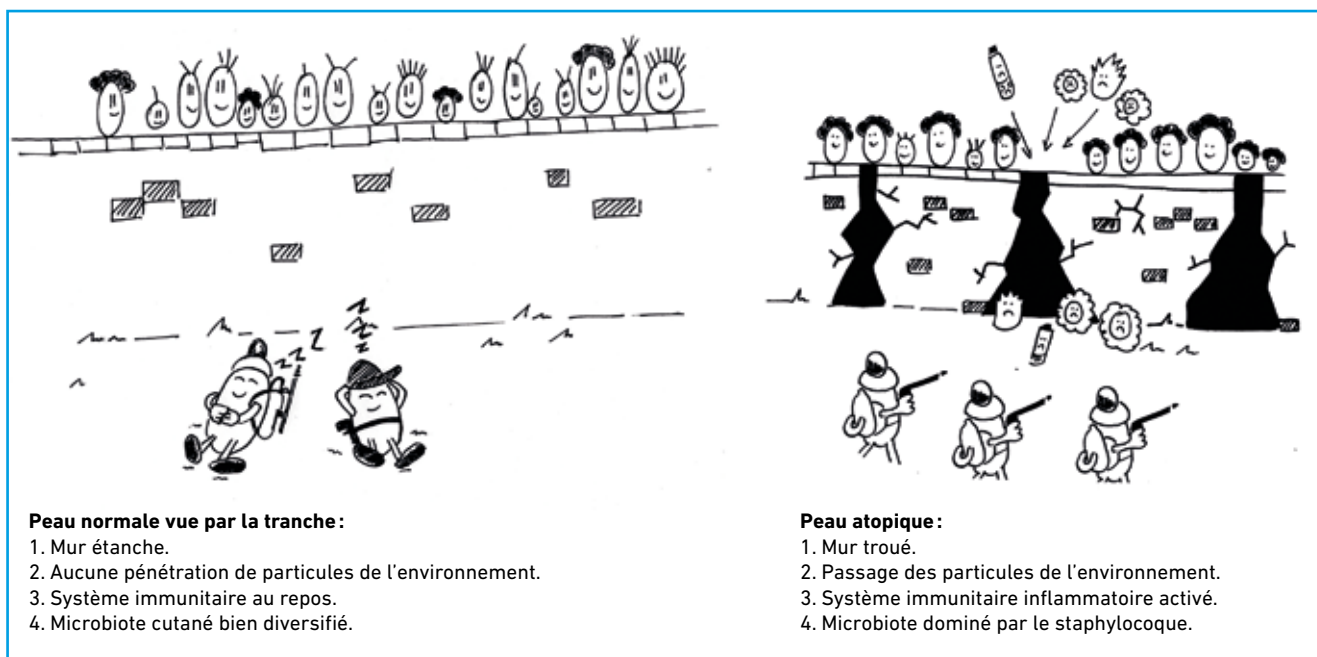 Peau normale vue par la tranche :
1. Mur étanche.
2. Aucune pénétration de particules de l'environnement.
3. Système immunitaire au repos.
4. Microbiote cutané bien diversifié.
Peau atopique :
1. Mur troué.
2. Passage des particules de l'environnement.
3. Système immunitaire inflammatoire activé.
4. Microbiote dominé par le staphylocoque.